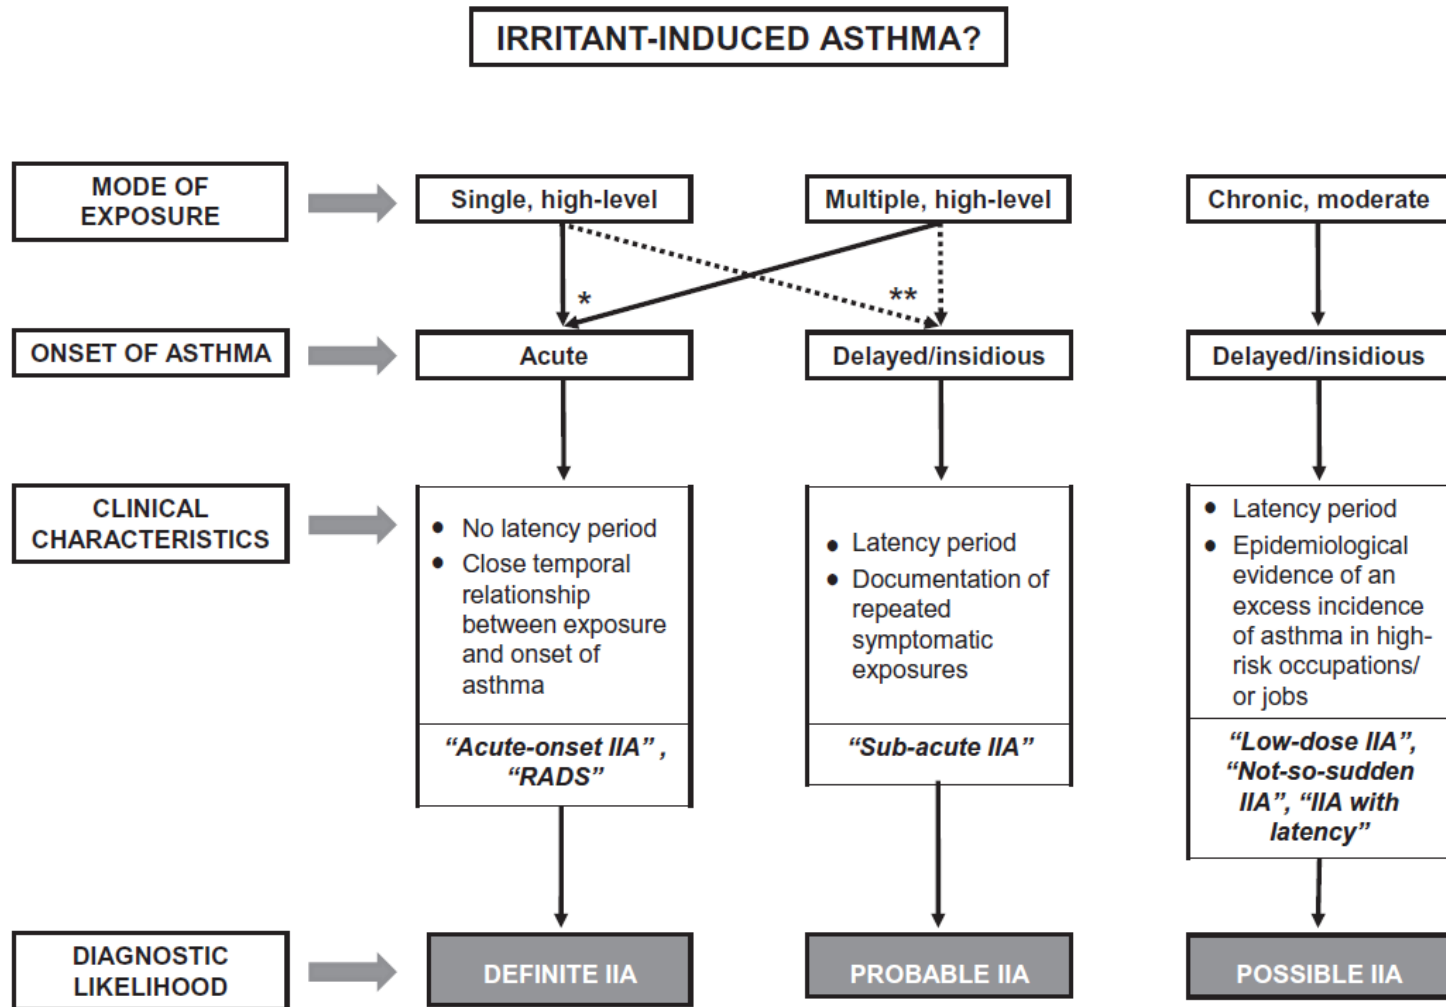 IRRITANT-INDUCED ASTHMA?
MODE OF
EXPOSURE
Single, high-level
Multiple, high-level
Chronic, moderate
*
**
ONSET OF ASTHMA
Acute
Delayed/insidious
Delayed/insidious
CLINICAL
CHARACTERISTICS
● No latency period
● Close temporal
relationship
between exposure
and onset of
asthma
“Acute-onset IIA” ,
“RADS”
● Latency period
● Documentation of
repeated
symptomatic
exposures
“Sub-acute IIA”
● Latency period
● Epidemiological
evidence of an
excess incidence
of asthma in high-
risk occupations/
or jobs
“Low-dose IIA”,
“Not-so-sudden
IIA”, “IIA with
latency”
DIAGNOSTIC
LIKELIHOOD
DEFINITE IIA
PROBABLE IIA
POSSIBLE IIA